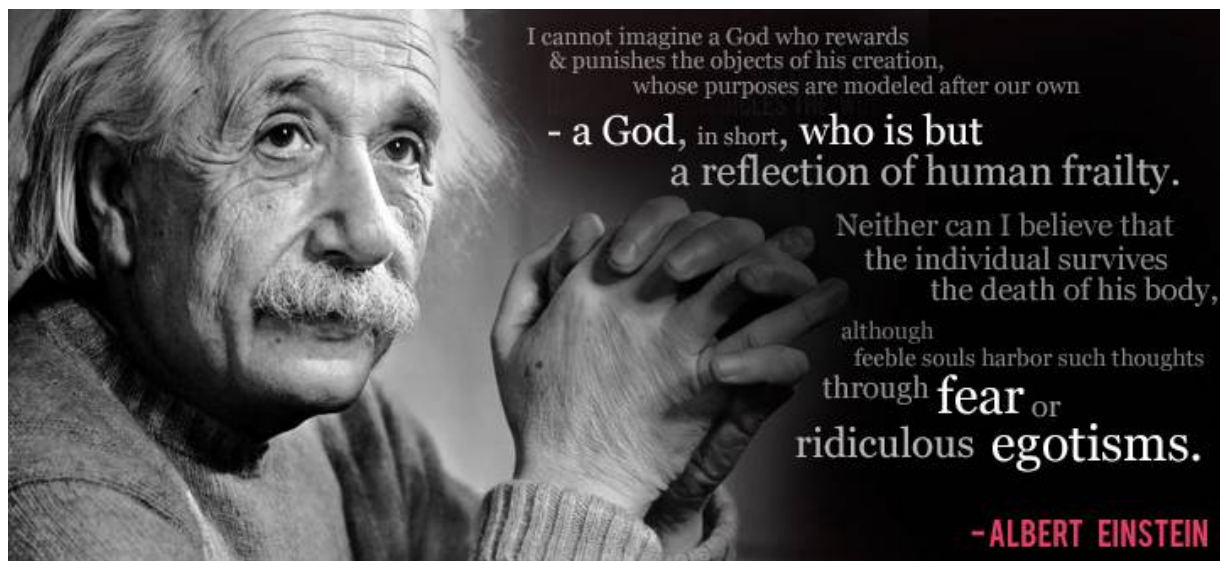 I cannot imagine a God who rewards
& punishes the objects of his creation,
whose purposes are modeled after our own
- a God, in short, who is but
a reflection of human frailty.
Neither can I believe that
the individual survives
the death of his body,
although
feeble souls harbor such thoughts
through fear or
ridiculous egotisms.
-ALBERT EINSTEIN